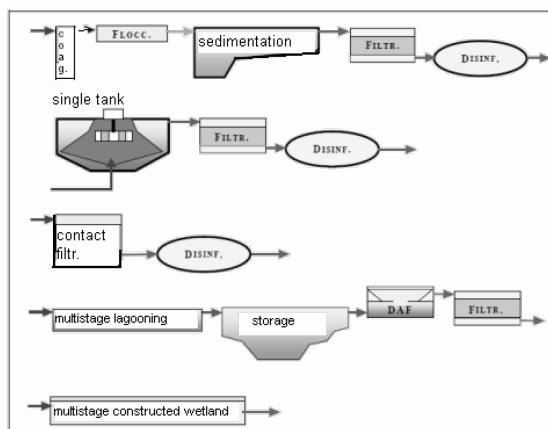 coag.
FLOCC.
sedimentation
FILTR.
DISINF.
single tank
FILTR.
DISINF.
contact
filtr.
DISINF.
multistage lagooning
storage
DAF
FILTR.
multistage constructed wetland